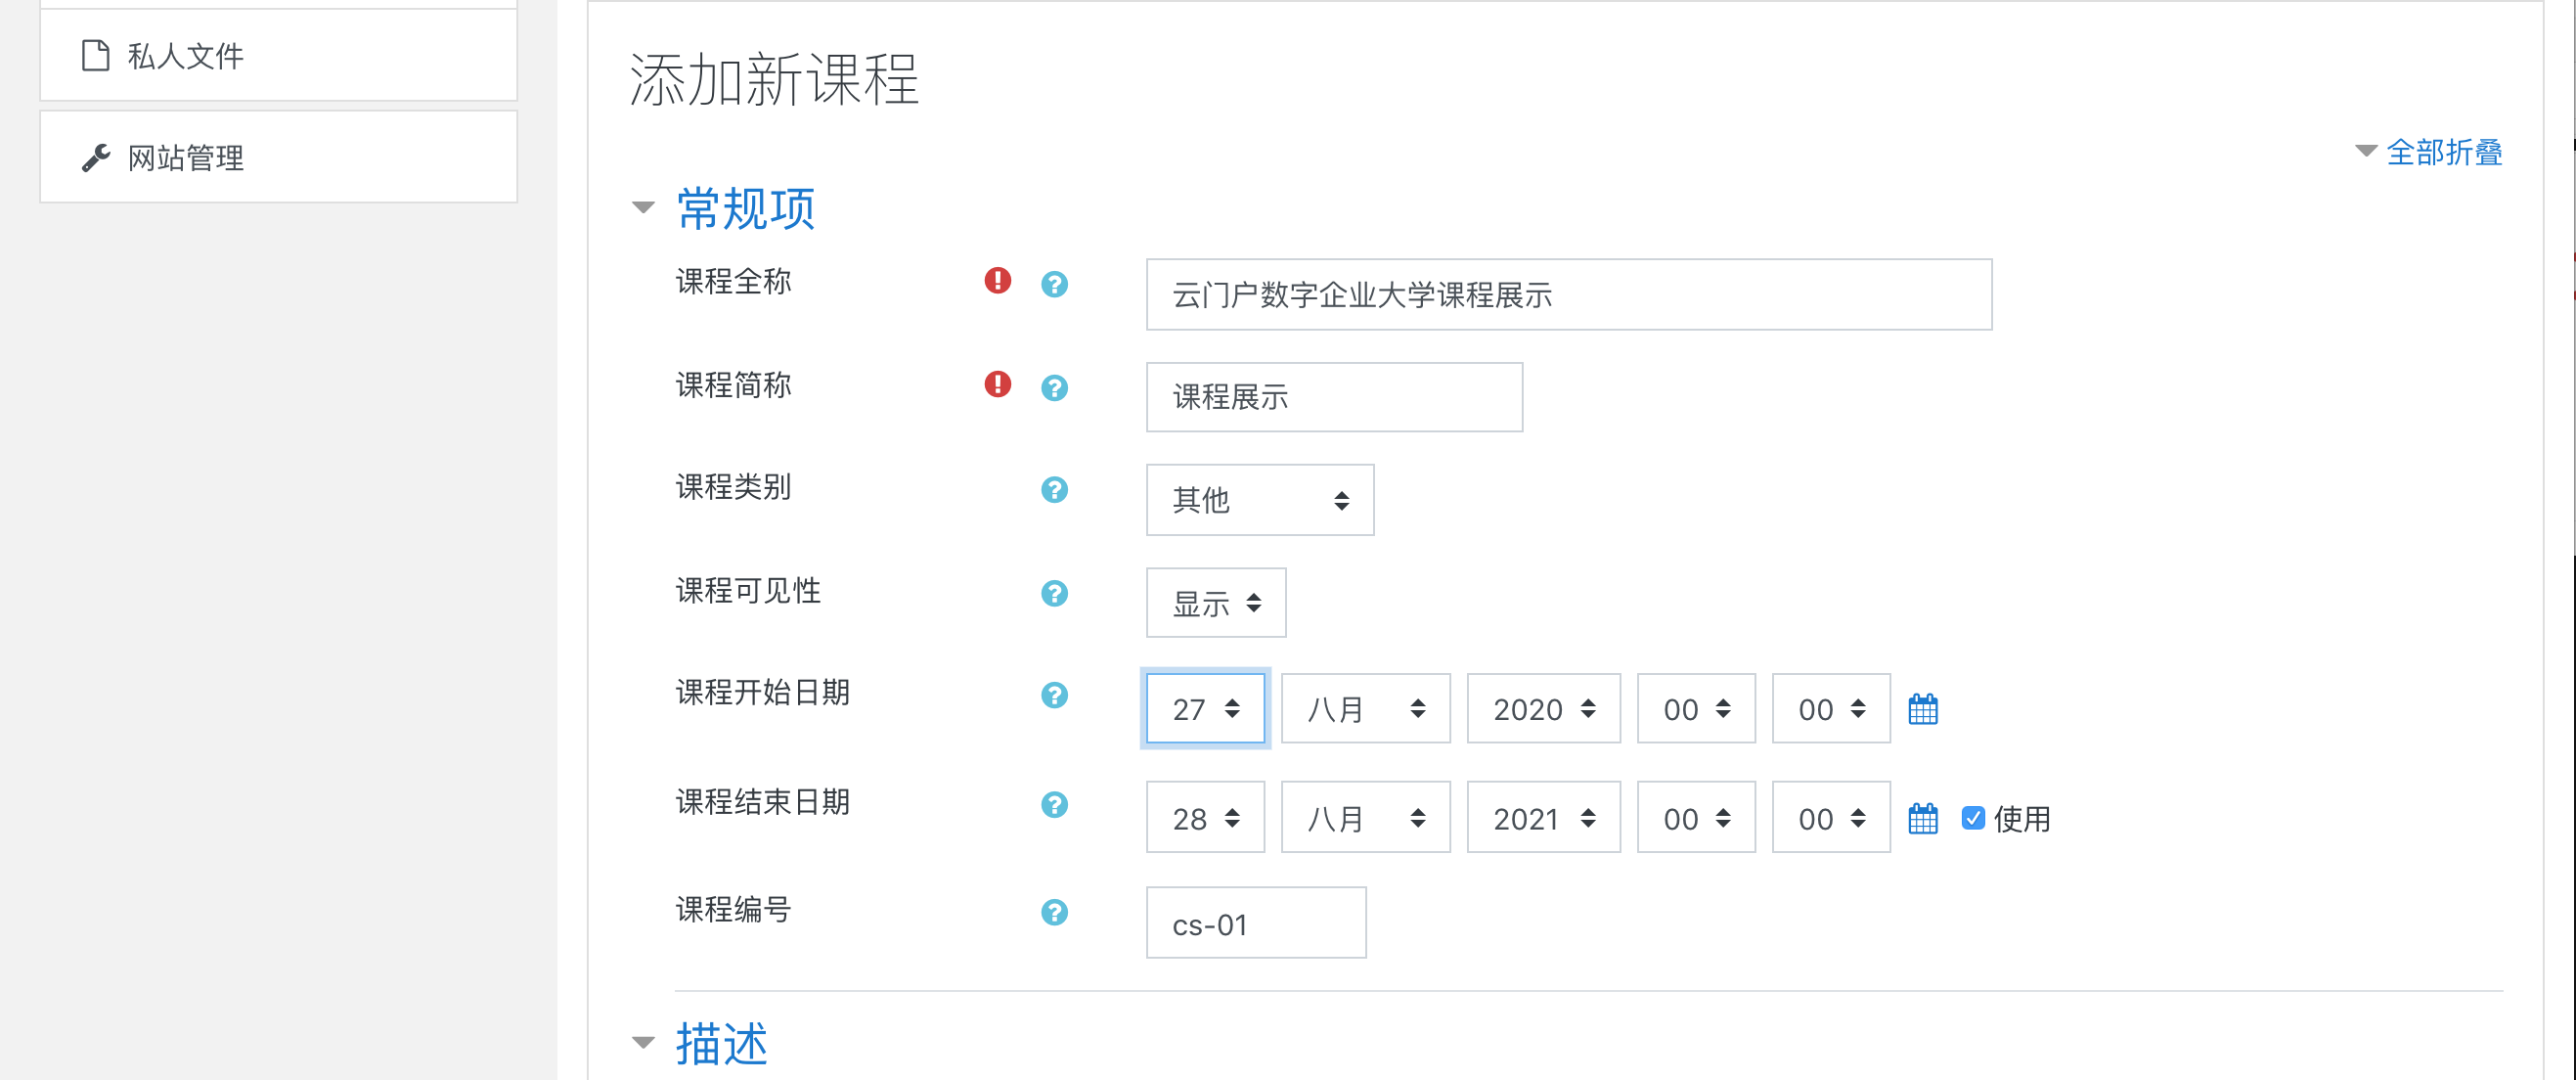 私人文件
网站管理
添加新课程
全部折叠
常规项
课程全称 云门户数字企业大学课程展示
课程简称 课程展示
课程类别 其他
课程可见性 显示
课程开始日期 27 八月 2020 00 00
课程结束日期 28 八月 2021 00 00 使用
课程编号 cs-01
描述